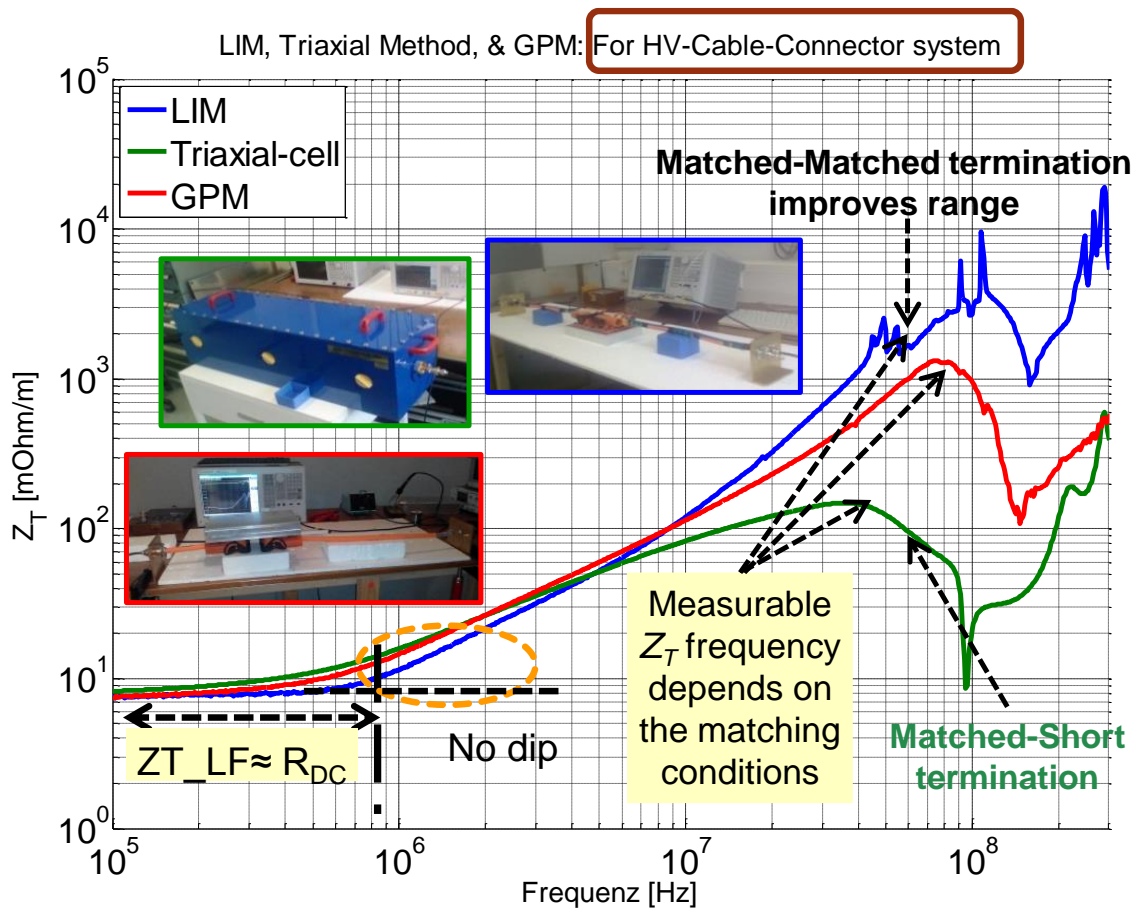 LIM, Triaxial Method, & GPM: For HV-Cable-Connector system
10^5
LIM
Triaxial-cell
GPM
Matched-Matched termination
improves range
10^4
10^3
Z_T [mOhm/m]
10^2
Measurable
Z_T frequency
depends on
the matching
conditions
10^1
ZT_LF≈ R_DC
No dip
Matched-Short
termination
10^0
10^5
10^6
10^7
10^8
Frequenz [Hz]